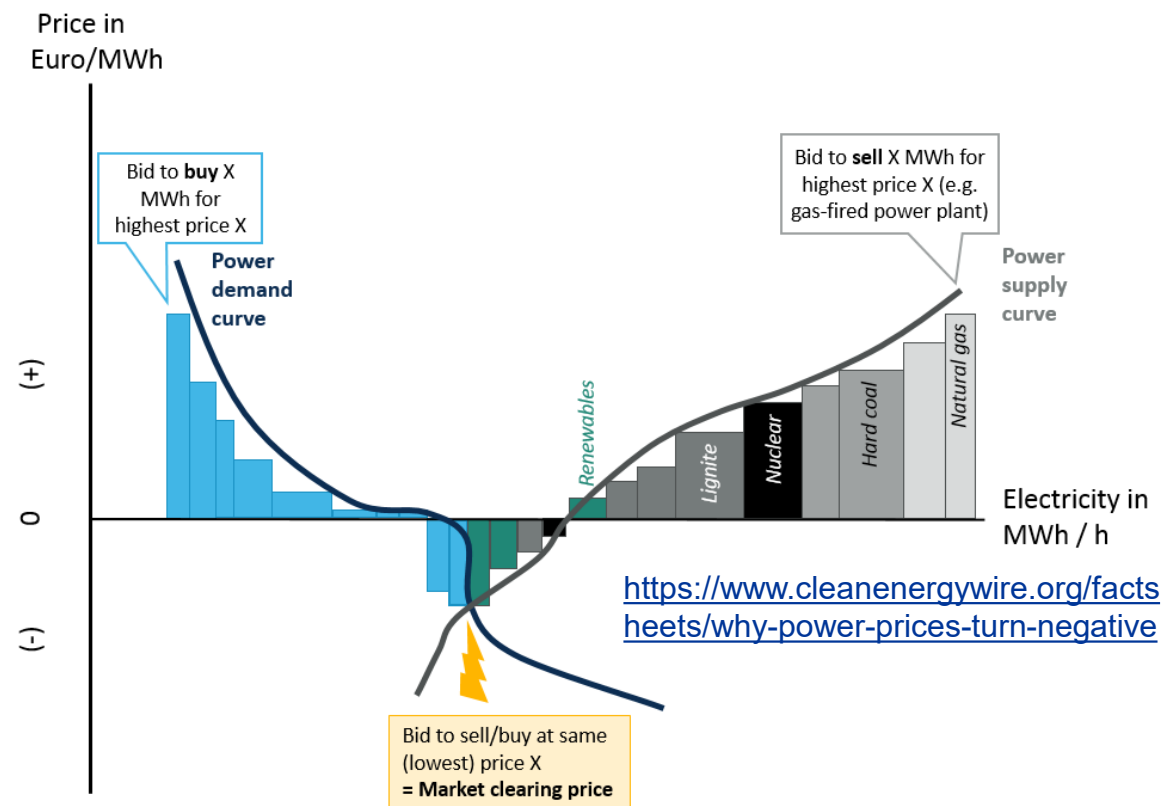 Price in
Euro/MWh
Bid to buy X
MWh for
highest price X
Power
demand
curve
Bid to sell X MWh for
highest price X (e.g.
gas-fired power plant)
Power
supply
curve
(+)
0
(-)
Renewables
Lignite
Nuclear
Hard coal
Natural gas
Electricity in
MWh / h
https://www.cleanenergywire.org/facts
heets/why-power-prices-turn-negative
Bid to sell/buy at same
(lowest) price X
= Market clearing price